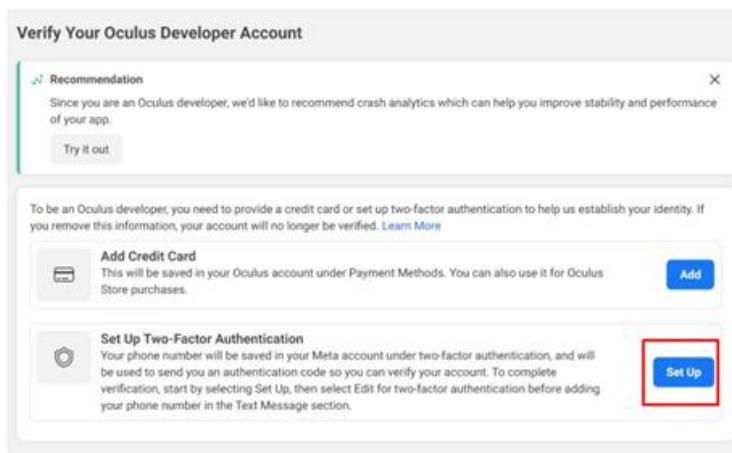 Verify Your Oculus Developer Account
Recommendation
Since you are an Oculus developer, we'd like to recommend crash analytics which can help you improve stability and performance
of your app.
Try it out
To be an Oculus developer, you need to provide a credit card or set up two-factor authentication to help us establish your identity. If
you remove this information, your account will no longer be verified. Learn More
Add Credit Card
This will be saved in your Oculus account under Payment Methods. You can also use it for Oculus
Store purchases.
Add
Set Up Two-Factor Authentication
Your phone number will be saved in your Meta account under two-factor authentication, and will
be used to send you an authentication code so you can verify your account. To complete
verification, start by selecting Set Up, then select Edit for two-factor authentication before adding
your phone number in the Text Message section.
Set Up